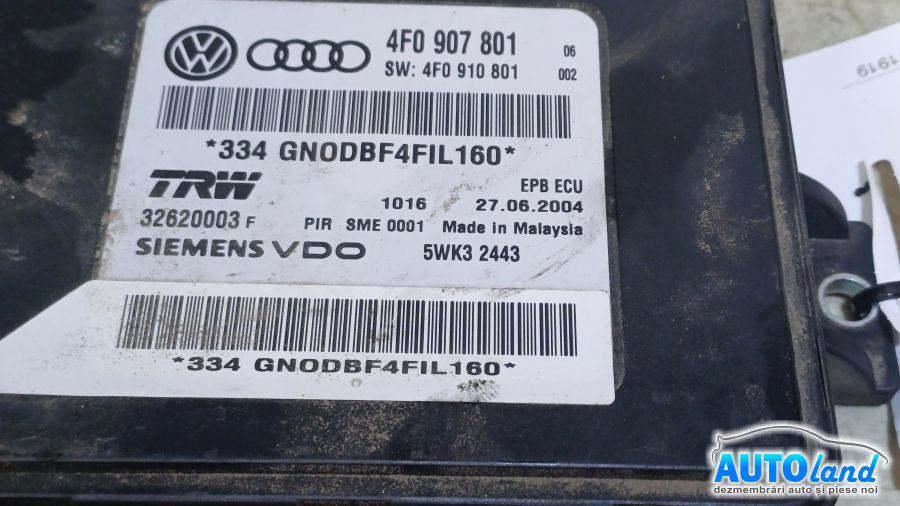 4F0 907 801 06
SW: 4F0 910 801 002
*334 GNODBF4FIL160*
TRW EPB ECU
1016 27.06.2004
32620003 F PIR SME 0001 Made in Malaysia
SIEMENS VDO 5WK3 2443
*334 GNODBF4FIL160*
1919
AUTOland
dezmembrări auto și piese noi